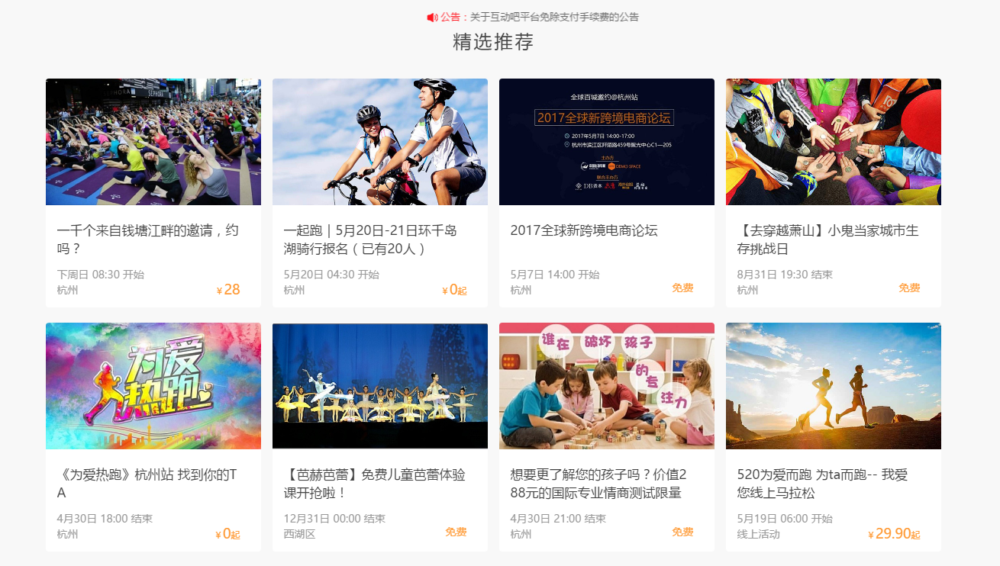 公告：关于互动吧平台免除支付手续费的公告
精选推荐
SEPHORA
SEPHORA
全球百城邀约@杭州站
2017全球新跨境电商论坛
2017年5月7日 14:00-17:00
杭州市滨江区阡陌路459号聚光中心C1—205
主办方
DEMO SPACE
联合主办方
DB资本
一千个来自钱塘江畔的邀请，约
吗？
下周日 08:30 开始
杭州
¥28
一起跑｜5月20日-21日环千岛
湖骑行报名（已有20人）
5月20日 04:30 开始
杭州
¥0起
2017全球新跨境电商论坛
5月7日 14:00 开始
杭州
免费
【去穿越萧山】小鬼当家城市生
存挑战日
8月31日 19:30 结束
杭州
免费
为爱
热跑
谁在 破坏 孩子
的专
注力
《为爱热跑》杭州站 找到你的T
A
4月30日 18:00 结束
杭州
¥0起
【芭赫芭蕾】免费儿童芭蕾体验
课开抢啦！
12月31日 00:00 结束
西湖区
免费
想要更了解您的孩子吗？价值2
88元的国际专业情商测试限量
4月30日 21:00 结束
杭州
免费
520为爱而跑 为ta而跑-- 我爱
您线上马拉松
5月19日 06:00 开始
线上活动
¥29.90起